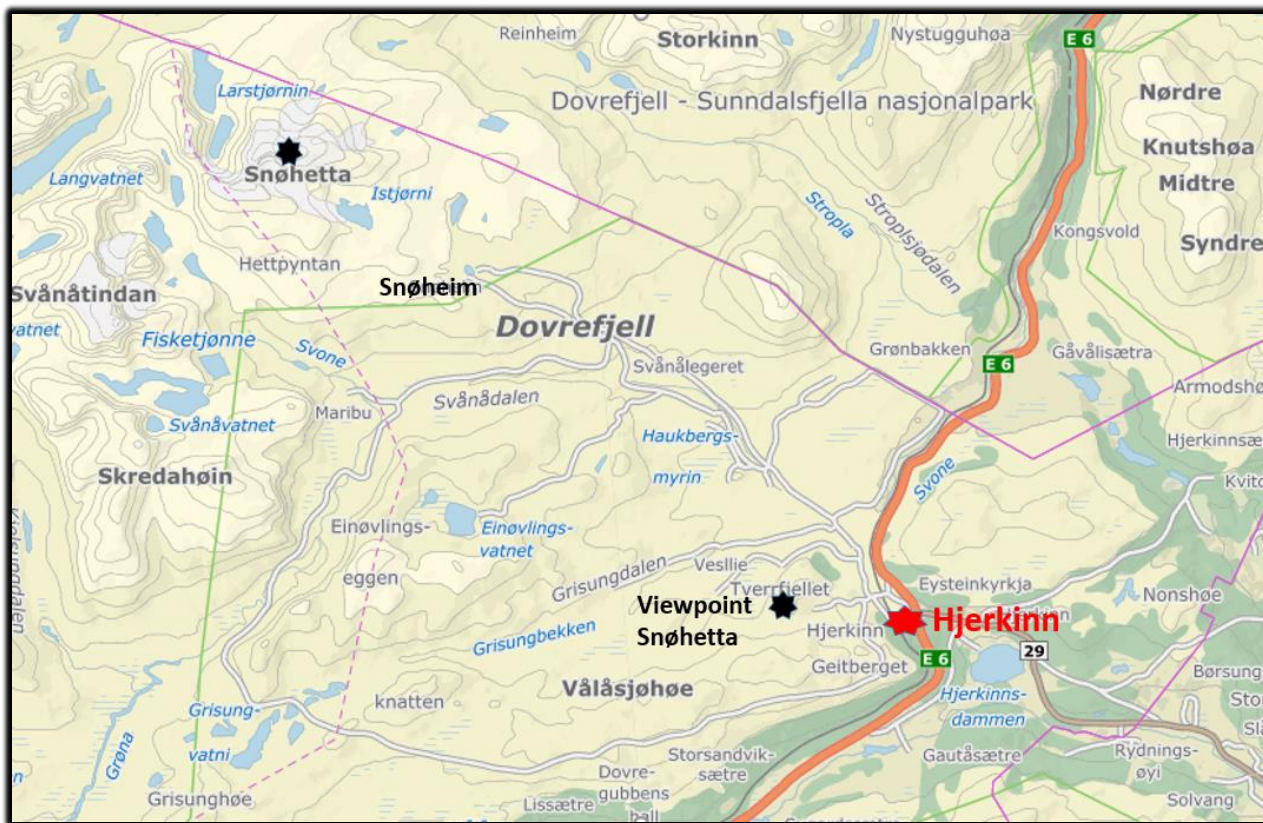 Reinheim
Storkinn
Nystugguhøa
E 6
Larstjørnin
Dovrefjell - Sunndalsfjella nasjonalpark
Nørdre
Knutshøa
Midtre
Syndre
Snøhetta
Langvatnet
Istjørni
Stropla
Stroplsjødalen
Kongsvold
Hettpyntan
Snøheim
Svånåtindan
vatnet
Fisketjønne
Dovrefjell
Svone
Grønbakken
E 6
Gåvålisætra
Svånålegeret
Armodshø
Maribu
Svånådalen
Svånåvatnet
Haukbergs-
myrin
Hjerkinnsæ
Skredahøin
Svone
Kvito
Einøvlings-
eggen
Einøvlings-
vatnet
Grisungdalen
Vesllie
Tverrfjellet
Eysteinkyrkja
Nonshøe
Viewpoint
Snøhetta
Hjerkinn
Hjerkinn
Grisungbekken
Geitberget
E 6
29
Børsung
Vålåsjøhøe
knatten
Hjerkinns-
dammen
Grisung-
vatni
Grøna
Storsandvik-
sætre
Gautåsætre
Rydnings-
øyi
Grisunghøe
Dovre-
gubbens
Lissætre
Solvang